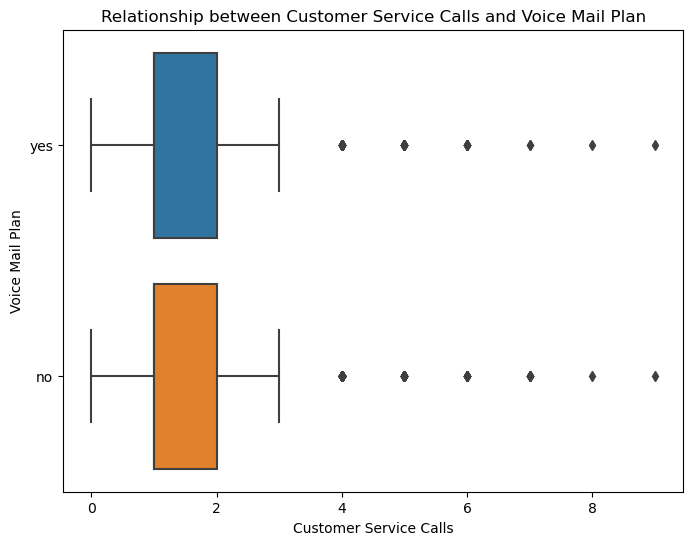 Relationship between Customer Service Calls and Voice Mail Plan
Voice Mail Plan
yes
no
0 2 4 6 8
Customer Service Calls